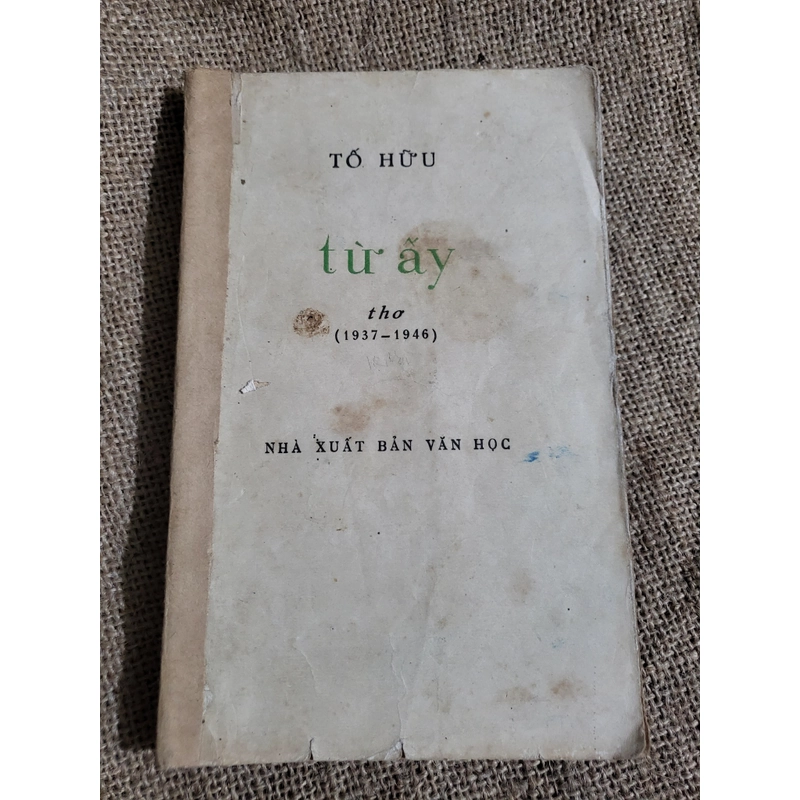 TỐ HỮU
từ ấy
thơ
(1937–1946)
NHÀ XUẤT BẢN VĂN HỌC